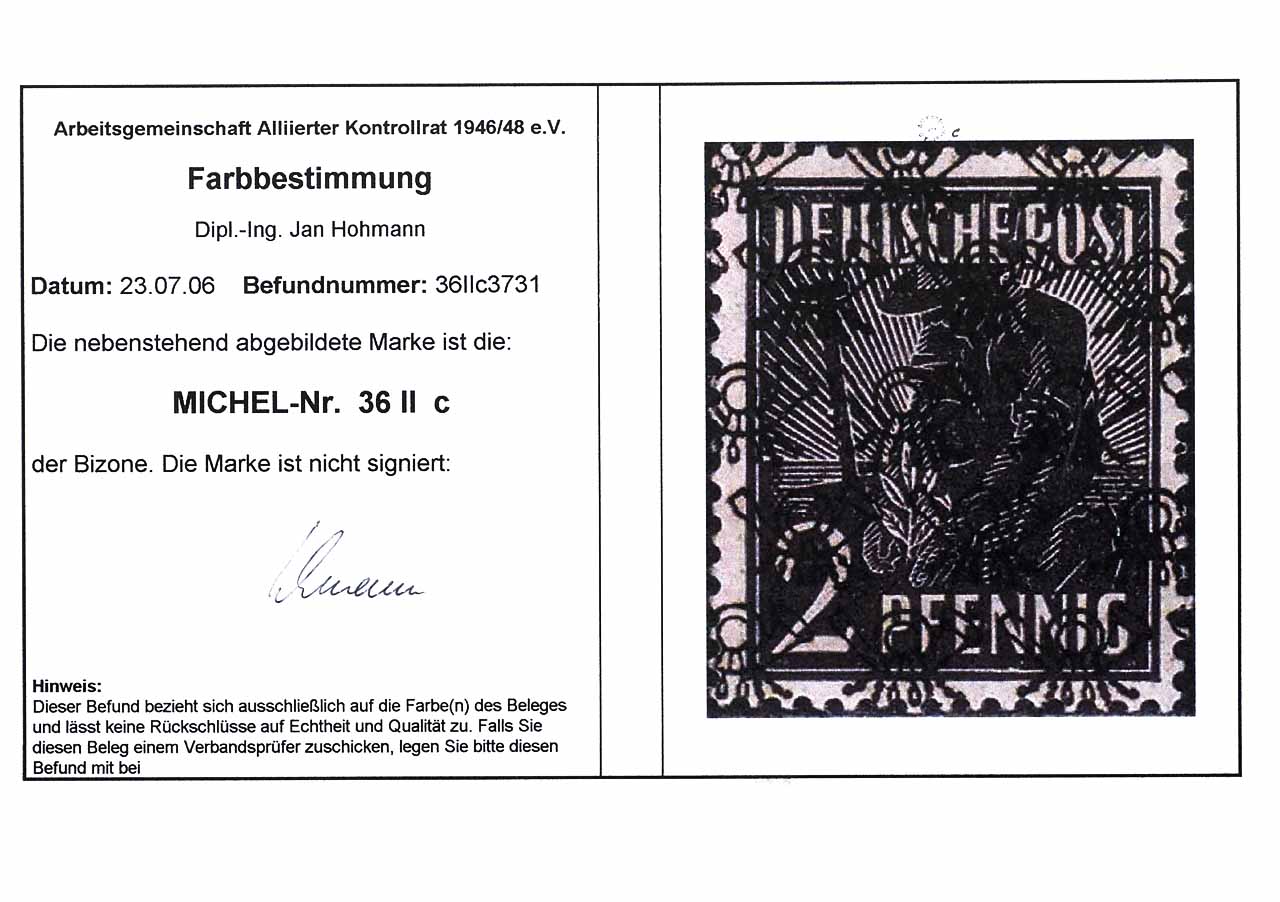 Arbeitsgemeinschaft Alliierter Kontrollrat 1946/48 e.V.
Farbbestimmung
Dipl.-Ing. Jan Hohmann
Datum: 23.07.06 Befundnummer: 36IIc3731
Die nebenstehend abgebildete Marke ist die:
MICHEL-Nr. 36 II c
der Bizone. Die Marke ist nicht signiert:
Hinweis:
Dieser Befund bezieht sich ausschließlich auf die Farbe(n) des Beleges
und lässt keine Rückschlüsse auf Echtheit und Qualität zu. Falls Sie
diesen Beleg einem Verbandsprüfer zuschicken, legen Sie bitte diesen
Befund mit bei
c
DEUTSCHE POST
2 PFENNIG